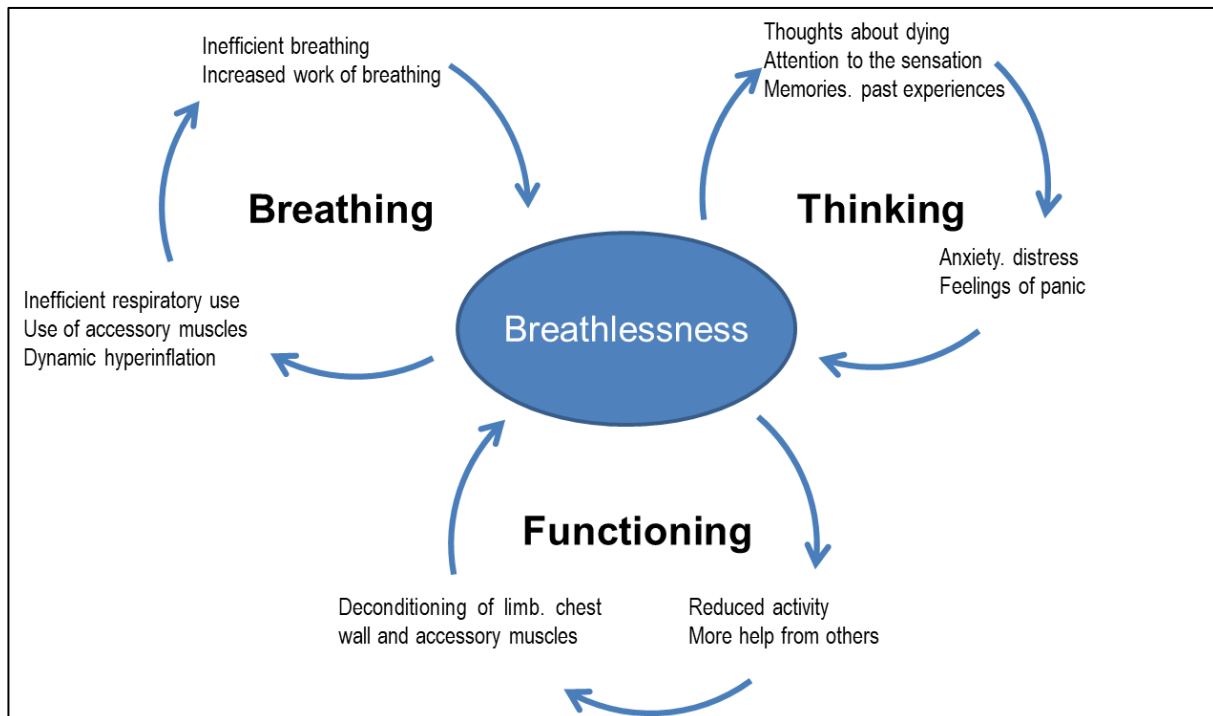 Inefficient breathing
Increased work of breathing
Breathing
Inefficient respiratory use
Use of accessory muscles
Dynamic hyperinflation
Thoughts about dying
Attention to the sensation
Memories. past experiences
Thinking
Anxiety. distress
Feelings of panic
Breathlessness
Functioning
Deconditioning of limb. chest
wall and accessory muscles
Reduced activity
More help from others